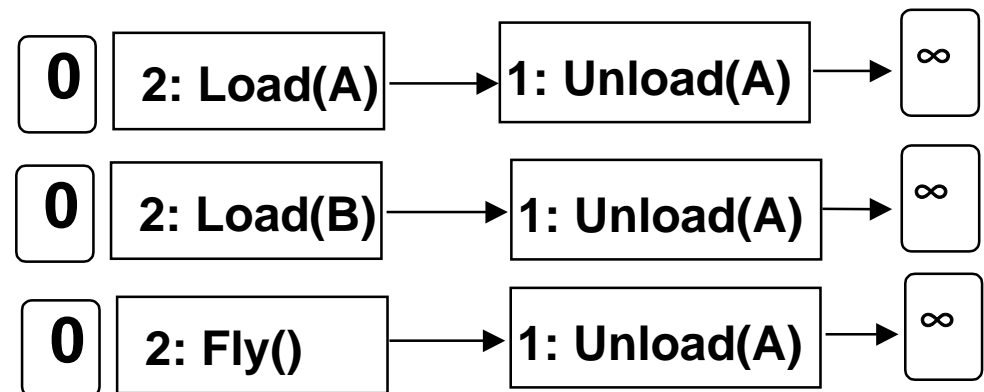 0 2: Load(A) 1: Unload(A) ∞
0 2: Load(B) 1: Unload(A) ∞
0 2: Fly() 1: Unload(A) ∞